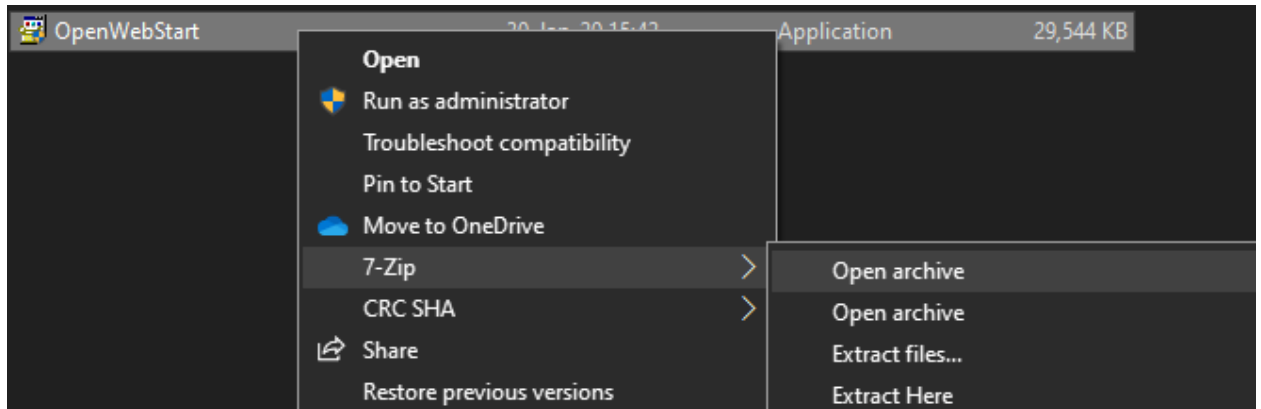 OpenWebStart Application 29,544 KB
Open
Run as administrator
Troubleshoot compatibility
Pin to Start
Move to OneDrive
7-Zip
Open archive
CRC SHA
Open archive
Share
Extract files...
Restore previous versions
Extract Here